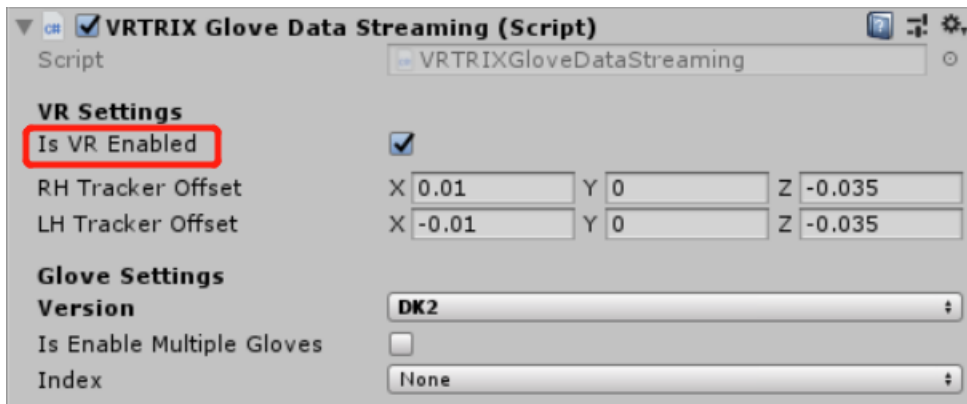 VRTRIX Glove Data Streaming (Script)
Script VRTRIXGloveDataStreaming
VR Settings
Is VR Enabled
RH Tracker Offset X 0.01 Y 0 Z -0.035
LH Tracker Offset X -0.01 Y 0 Z -0.035
Glove Settings
Version DK2
Is Enable Multiple Gloves
Index None